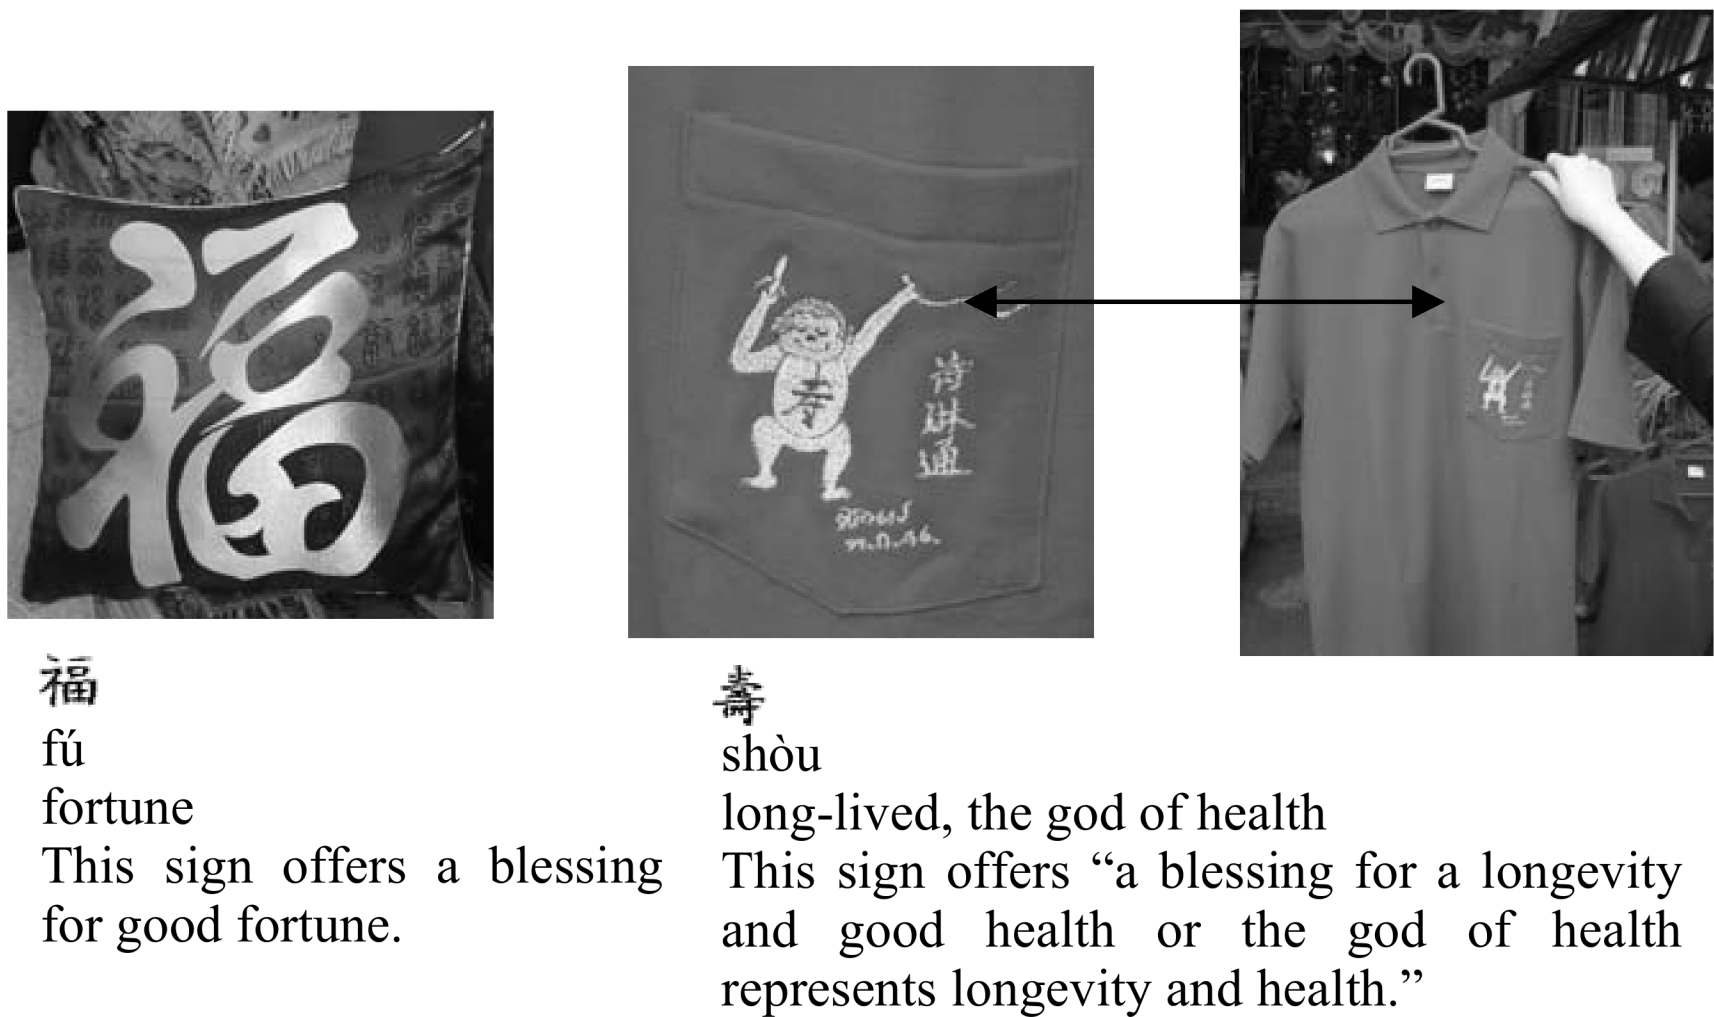 福
福
fú
fortune
This sign offers a blessing
for good fortune.
壽
shòu
long-lived, the god of health
This sign offers “a blessing for a longevity
and good health or the god of health
represents longevity and health.”